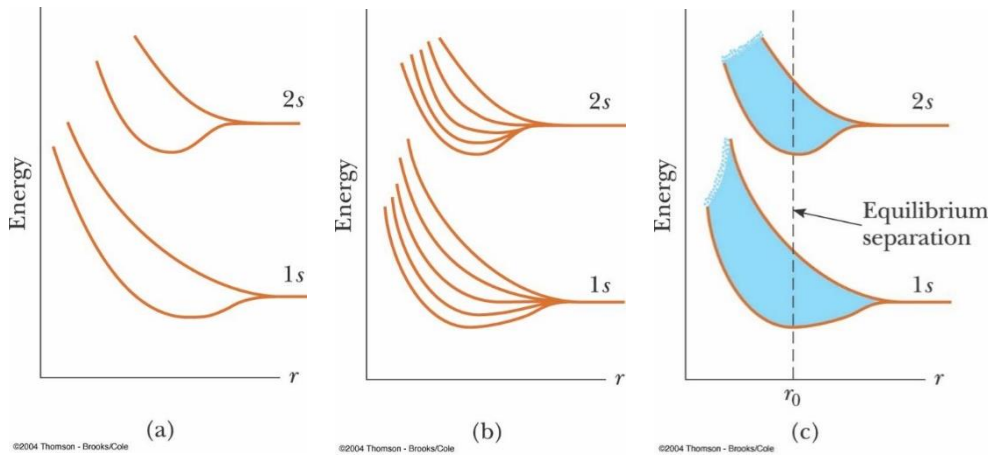 Energy
2s
1s
r
(a)
©2004 Thomson - Brooks/Cole
Energy
2s
1s
r
(b)
©2004 Thomson - Brooks/Cole
Energy
2s
Equilibrium
separation
1s
r
r₀
(c)
©2004 Thomson - Brooks/Cole